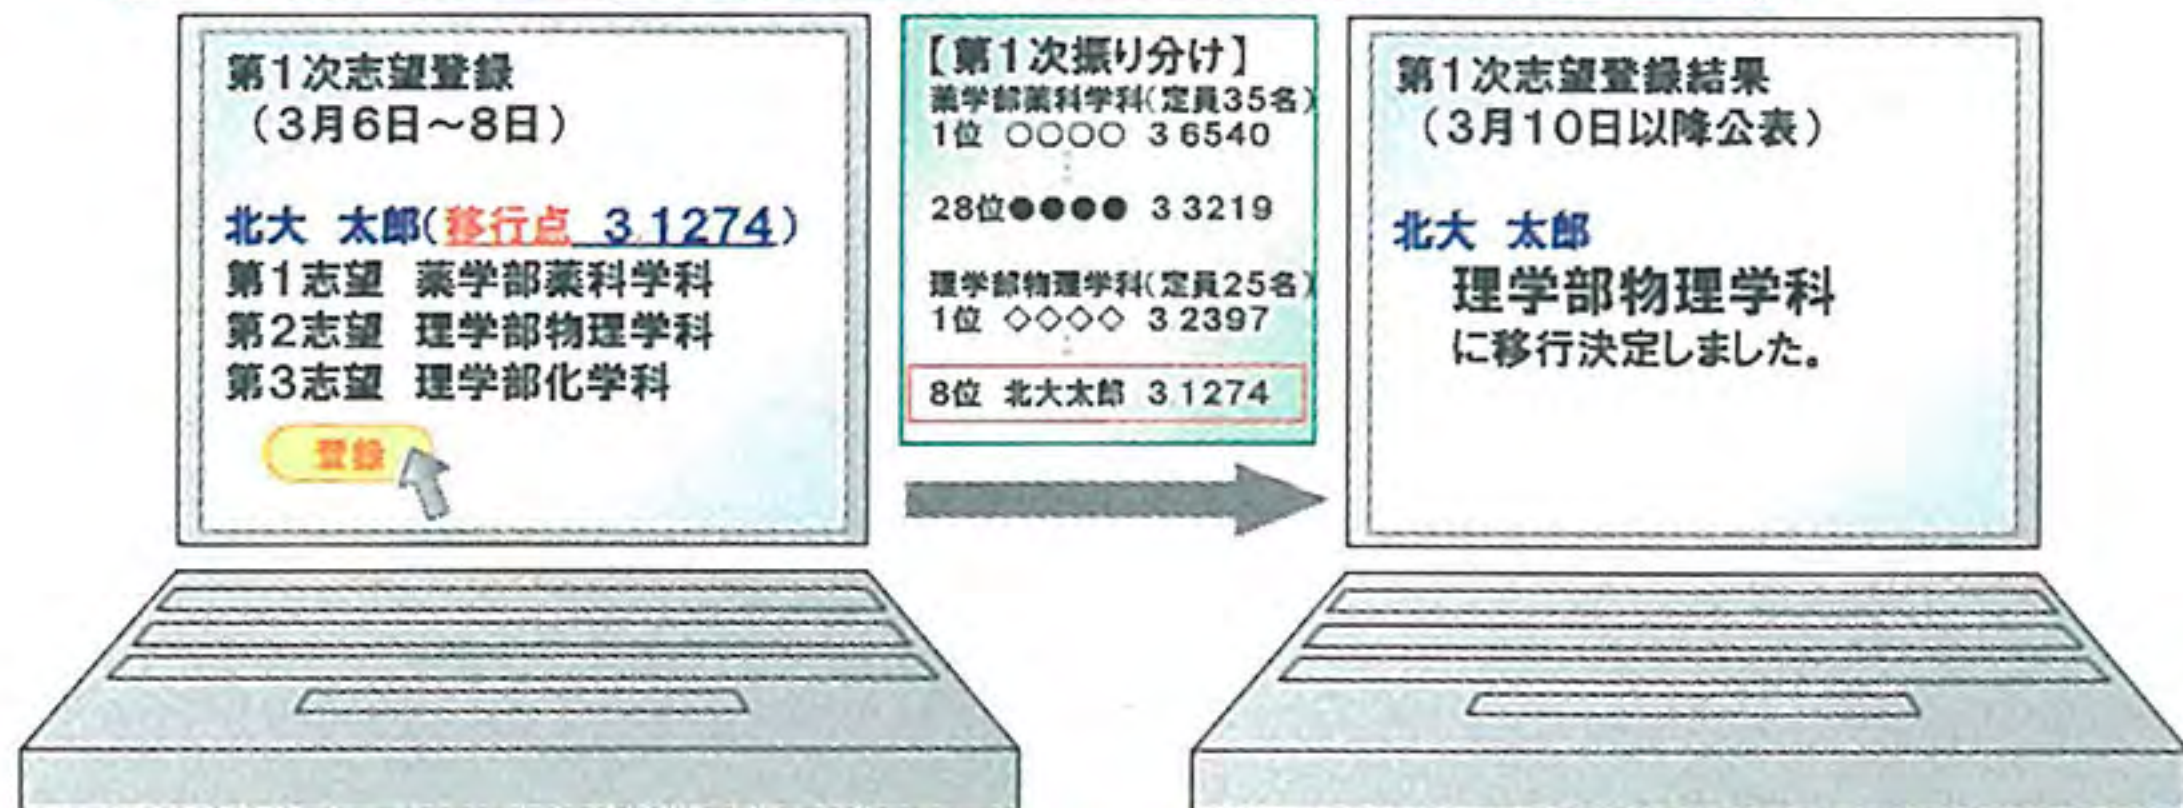 第1次志望登録
(3月6日～8日)
北大 太郎(移行点 3.1274)
第1志望 薬学部薬科学科
第2志望 理学部物理学科
第3志望 理学部化学科
登録
【第1次振り分け】
薬学部薬科学科(定員35名)
1位 ○○○○ 3.6540
28位●●●● 3.3219
理学部物理学科(定員25名)
1位 ◇◇◇◇ 3.2397
8位 北大太郎 3.1274
第1次志望登録結果
(3月10日以降公表)
北大 太郎
理学部物理学科
に移行決定しました。